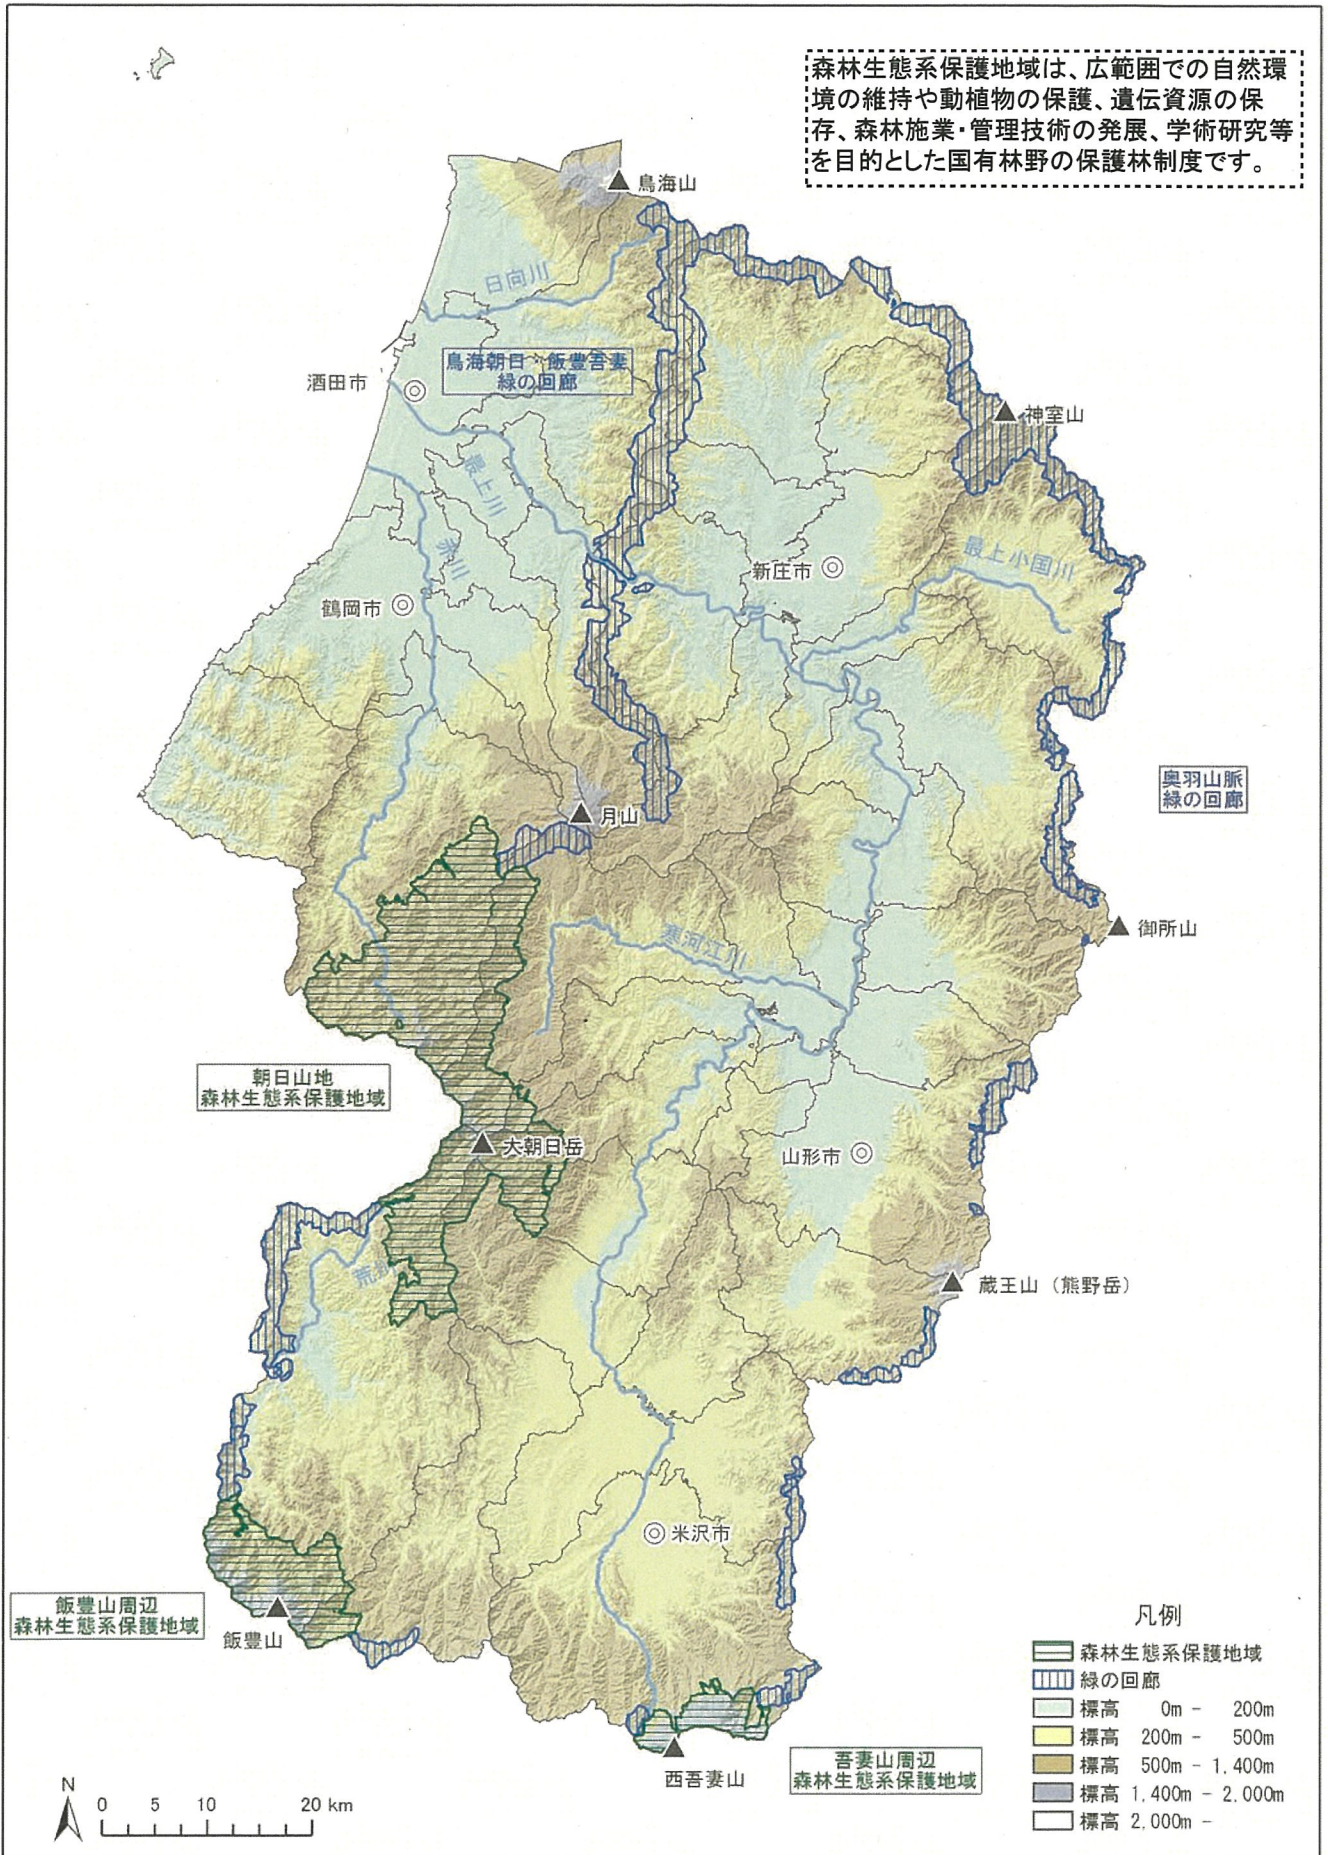 森林生態系保護地域は、広範囲での自然環
境の維持や動植物の保護、遺伝資源の保
存、森林施業・管理技術の発展、学術研究等
を目的とした国有林野の保護林制度です。
鳥海山
日向川
鳥海朝日・飯豊吾妻
緑の回廊
酒田市
神室山
最上川
赤川
最上小国川
新庄市
鶴岡市
奥羽山脈
緑の回廊
月山
御所山
寒河江川
朝日山地
森林生態系保護地域
大朝日岳
山形市
荒
蔵王山（熊野岳）
米沢市
飯豊山周辺
森林生態系保護地域
飯豊山
吾妻山周辺
森林生態系保護地域
西吾妻山
凡例
森林生態系保護地域
緑の回廊
標高 0m - 200m
標高 200m - 500m
標高 500m - 1,400m
標高 1,400m - 2,000m
標高 2,000m -
N
0 5 10 20 km